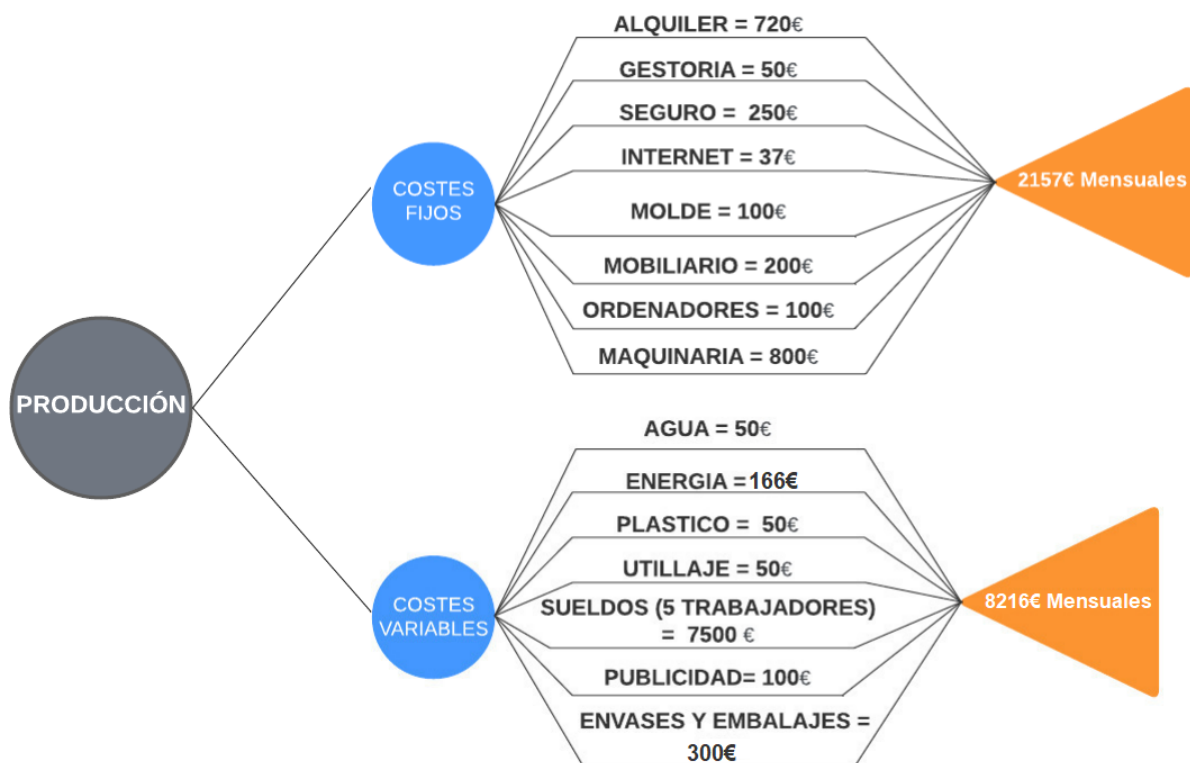 PRODUCCIÓN
COSTES
FIJOS
ALQUILER = 720€
GESTORIA = 50€
SEGURO =  250€
INTERNET = 37€
MOLDE = 100€
MOBILIARIO = 200€
ORDENADORES = 100€
MAQUINARIA = 800€
2157€ Mensuales
COSTES
VARIABLES
AGUA = 50€
ENERGIA =166€
PLASTICO =  50€
UTILLAJE = 50€
SUELDOS (5 TRABAJADORES)
=  7500 €
PUBLICIDAD= 100€
ENVASES Y EMBALAJES =
300€
8216€ Mensuales